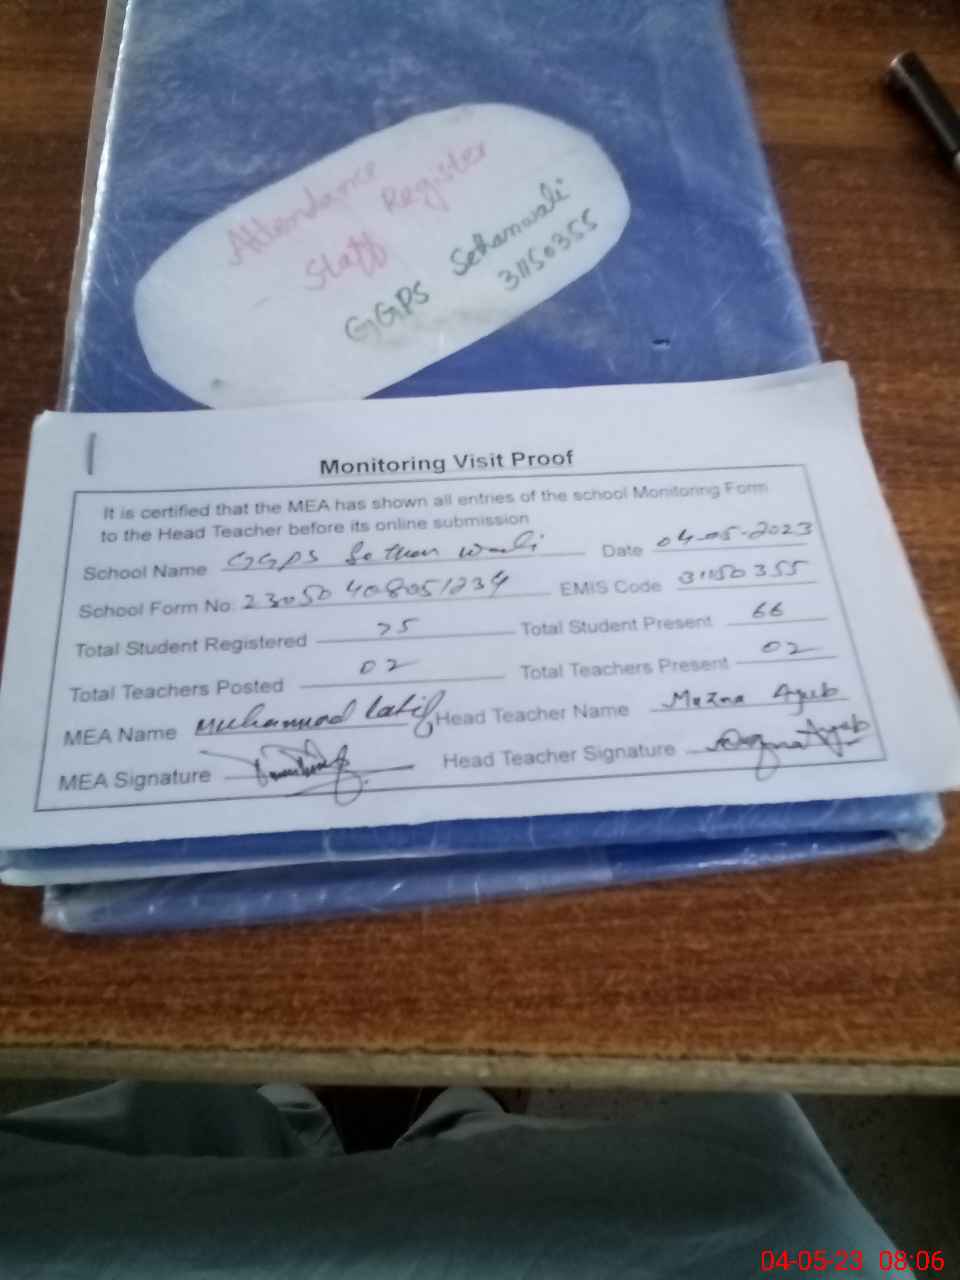 Attendance
Register
Staff
GGPS Sehanwali
31150355
Monitoring Visit Proof
It is certified that the MEA has shown all entries of the school Monitoring Form
to the Head Teacher before its online submission
School Name GGPS Date 04-05-2023
School Form No. 23050408051234 EMIS Code 31150355
Total Student Registered 75 Total Student Present 66
Total Teachers Posted 02 Total Teachers Present 02
MEA Name Muhammad Latif Head Teacher Name Mazna Ayub
MEA Signature Head Teacher Signature
04-05-23 08:06